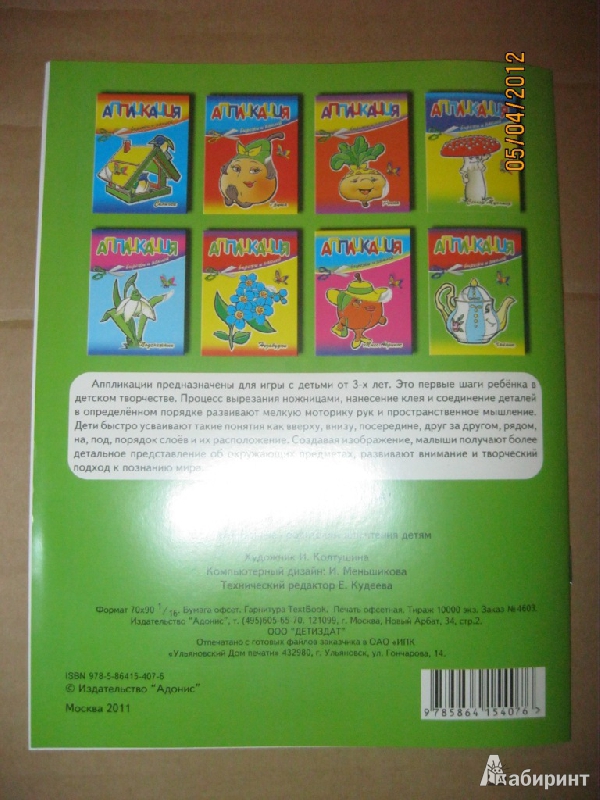 05/04/2012
АППЛИКАЦИЯ АППЛИКАЦИЯ АППЛИКАЦИЯ АППЛИКАЦИЯ
АППЛИКАЦИЯ АППЛИКАЦИЯ АППЛИКАЦИЯ АППЛИКАЦИЯ
Аппликации предназначены для игры с детьми от 3-х лет. Это первые шаги ребёнка в
детском творчестве. Процесс вырезания ножницами, нанесение клея и соединение деталей
в определённом порядке развивают мелкую моторику рук и пространственное мышление.
Дети быстро усваивают такие понятия как вверху, внизу, посередине, друг за другом, рядом,
на, под, порядок слоёв и их расположение. Создавая изображение, малыши получают более
детальное представление об окружающих предметах, развивают внимание и творческий
подход к познанию мира.
детям
Художник Л. Колтушина
Компьютерный дизайн: И. Меньшикова
Технический редактор Е. Кудеева
Формат 70х90 1/16. Бумага офсет. Гарнитура TextBook. Печать офсетная. Тираж 10000 экз. Заказ № 4603.
Издательство "Адонис", т. (495)605-65-70, 121099, г. Москва, Новый Арбат, 34, стр.2.
ООО "ДЕТИЗДАТ"
Отпечатано с готовых файлов заказчика в ОАО «ИПК
«Ульяновский Дом печати» 432980, г. Ульяновск, ул. Гончарова, 14.
ISBN 978-5-86415-407-6
© Издательство "Адонис"
Москва 2011
9 785864 154076
Лабиринт